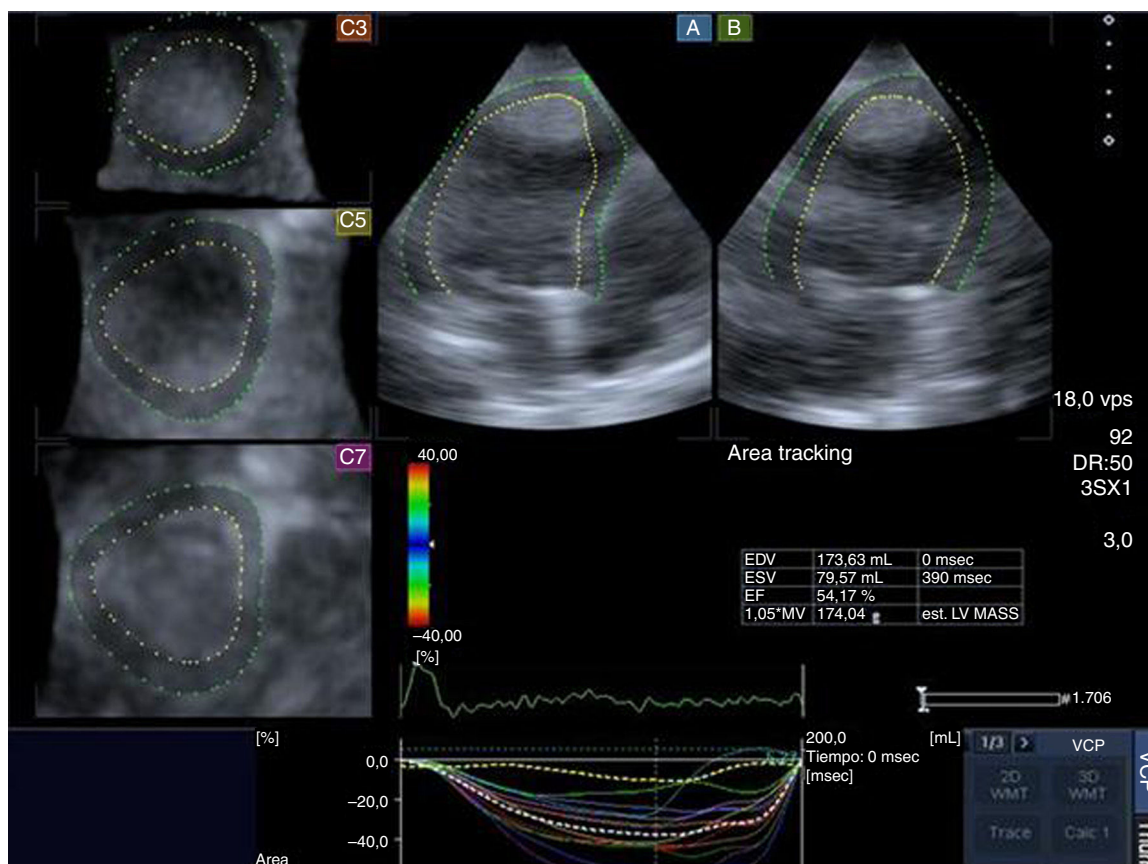 C3
A
B
C5
C7
18,0 vps
92
DR:50
3SX1
3,0
Area tracking
40,00
−40,00
[%]
EDV 173,63 mL 0 msec
ESV 79,57 mL 390 msec
EF 54,17 %
1,05*MV 174,04 g est. LV MASS
#1.706
[%]
0,0
−20,0
−40,0
Area
200,0 [mL]
Tiempo: 0 msec
[msec]
1/3 > VCP
2D WMT
3D WMT
Trace
Calc 1
VCP